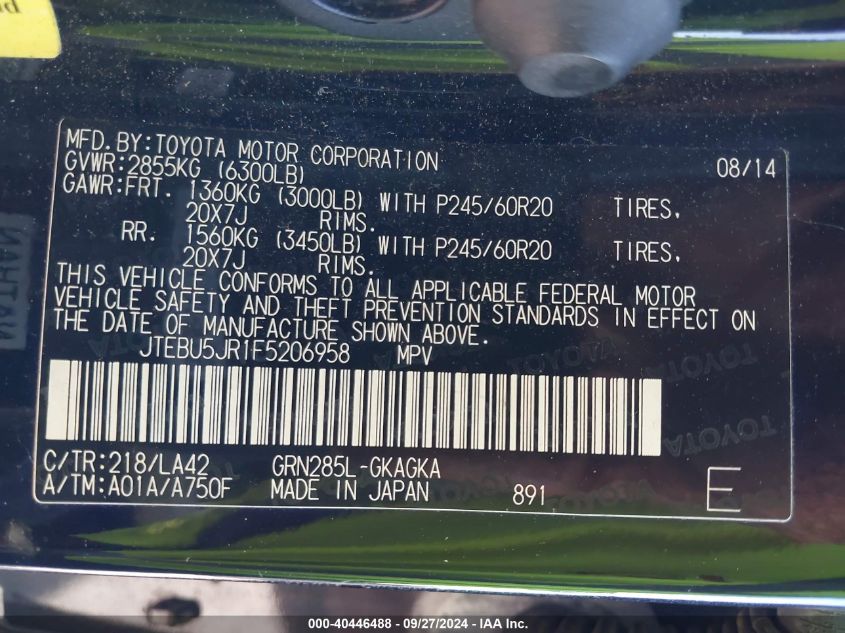 MFD.BY:TOYOTA MOTOR CORPORATION 08/14
GVWR:2855KG (6300LB)
GAWR:FRT. 1360KG (3000LB) WITH P245/60R20 TIRES,
20X7J RIMS.
RR. 1560KG (3450LB) WITH P245/60R20 TIRES,
20X7J RIMS.
THIS VEHICLE CONFORMS TO ALL APPLICABLE FEDERAL MOTOR
VEHICLE SAFETY AND THEFT PREVENTION STANDARDS IN EFFECT ON
THE DATE OF MANUFACTURE SHOWN ABOVE.
JTEBU5JR1F5206958 MPV
C/TR:218/LA42 GRN285L-GKAGKA
A/TM:A01A/A750F MADE IN JAPAN 891 E
000-40446488 - 09/27/2024 - IAA Inc.